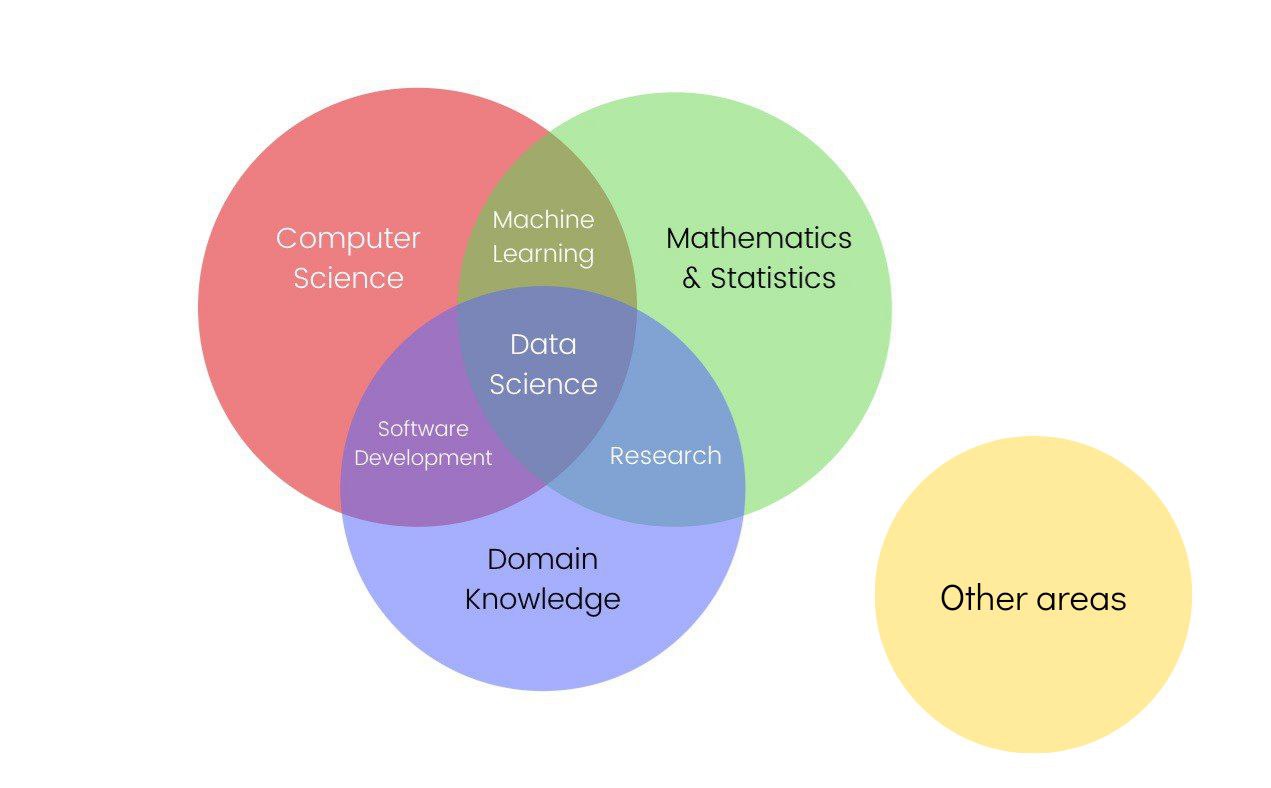 Computer
Science
Machine
Learning
Mathematics
& Statistics
Data
Science
Software
Development
Research
Domain
Knowledge
Other areas